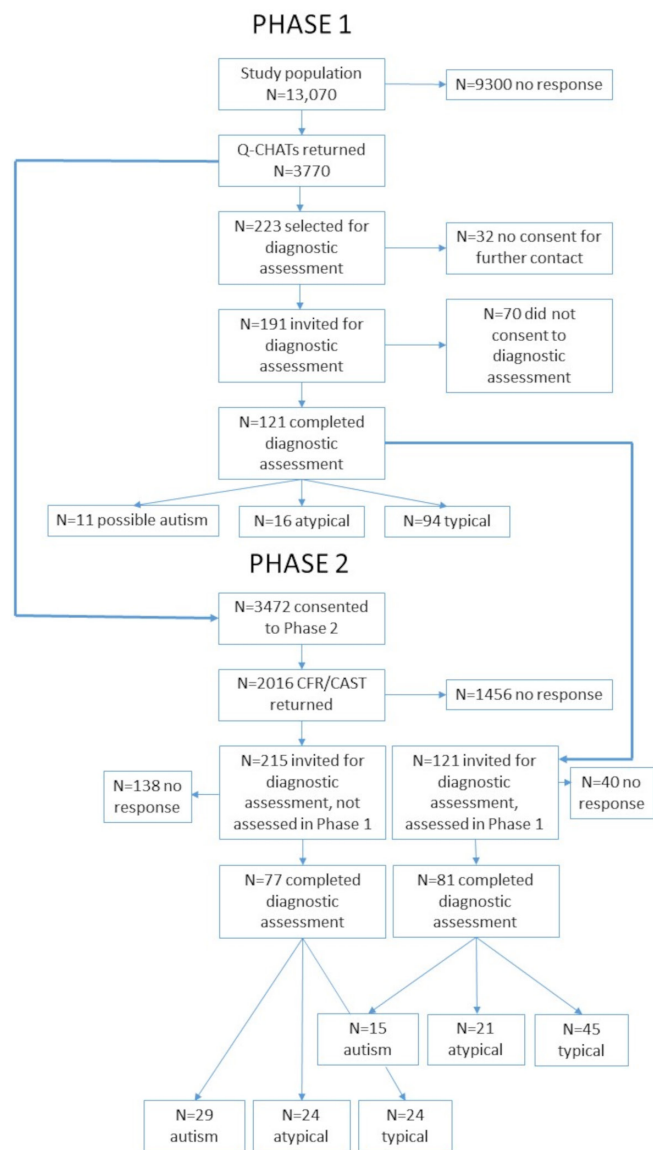 PHASE 1
Study population
N=13,070
N=9300 no response
Q-CHATs returned
N=3770
N=223 selected for
diagnostic
assessment
N=32 no consent for
further contact
N=191 invited for
diagnostic
assessment
N=70 did not
consent to
diagnostic
assessment
N=121 completed
diagnostic
assessment
N=11 possible autism
N=16 atypical
N=94 typical
PHASE 2
N=3472 consented
to Phase 2
N=2016 CFR/CAST
returned
N=1456 no response
N=138 no
response
N=215 invited for
diagnostic
assessment, not
assessed in Phase 1
N=121 invited for
diagnostic
assessment,
assessed in Phase 1
N=40 no
response
N=77 completed
diagnostic
assessment
N=81 completed
diagnostic
assessment
N=15
autism
N=21
atypical
N=45
typical
N=29
autism
N=24
atypical
N=24
typical